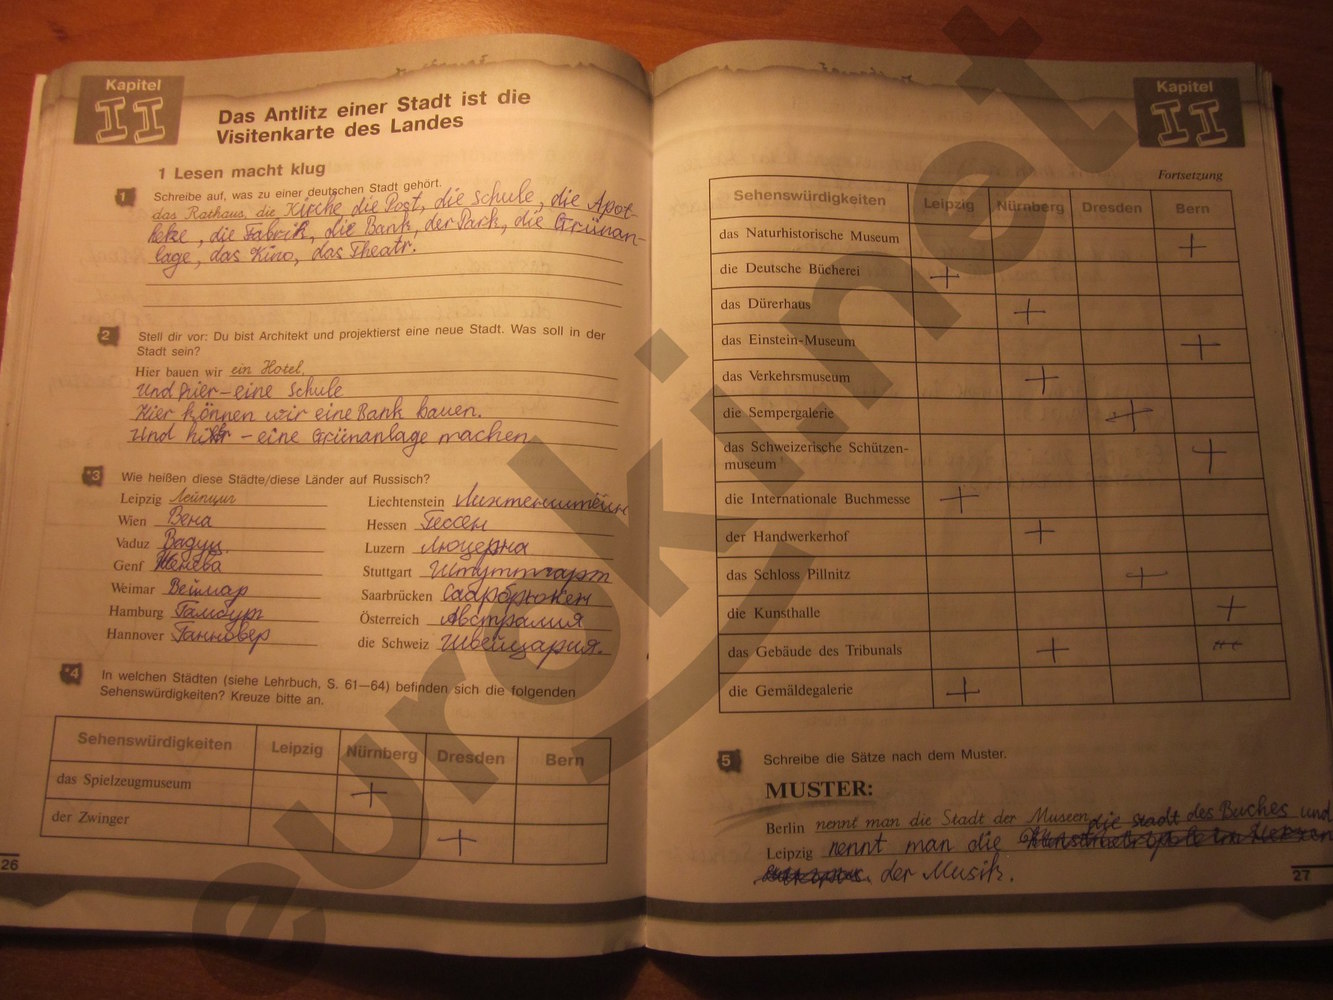 Kapitel
II
Das Antlitz einer Stadt ist die
Visitenkarte des Landes
1 Lesen macht klug
1 Schreibe auf, was zu einer deutschen Stadt gehört.
das Rathaus, die Kirche die Post, die Schule, die Apot-
heke, die Fabrik, die Bank, der Park, die Grünan-
lage, das Kino, das Theatr.
2 Stell dir vor: Du bist Architekt und projektierst eine neue Stadt. Was soll in der
Stadt sein?
Hier bauen wir ein Hotel,
Und hier – eine Schule
Hier können wir eine Bank bauen.
Und hier – eine Grünanlage machen
*3 Wie heißen diese Städte/diese Länder auf Russisch?
Leipzig Лейпциг
Wien Вена
Vaduz Вадуц
Genf Женева
Weimar Веймар
Hamburg Гамбург
Hannover Ганновер
Liechtenstein Лихтенштейн
Hessen Гессен
Luzern Люцерна
Stuttgart Штуттгарт
Saarbrücken Саарбрюкен
Österreich Австралия
die Schweiz Швейцария.
*4 In welchen Städten (siehe Lehrbuch, S. 61—64) befinden sich die folgenden
Sehenswürdigkeiten? Kreuze bitte an.
Sehenswürdigkeiten Leipzig Nürnberg Dresden Bern
das Spielzeugmuseum +
der Zwinger +
26
Kapitel
II
Fortsetzung
Sehenswürdigkeiten Leipzig Nürnberg Dresden Bern
das Naturhistorische Museum +
die Deutsche Bücherei +
das Dürerhaus +
das Einstein-Museum +
das Verkehrsmuseum +
die Sempergalerie +
das Schweizerische Schützen-
museum +
die Internationale Buchmesse +
der Handwerkerhof +
das Schloss Pillnitz +
die Kunsthalle +
das Gebäude des Tribunals +
die Gemäldegalerie +
5 Schreibe die Sätze nach dem Muster.
MUSTER:
Berlin nennt man die Stadt der Museen
die Stadt des Buches und
Leipzig nennt man die
der Musik.
27
euroki.net